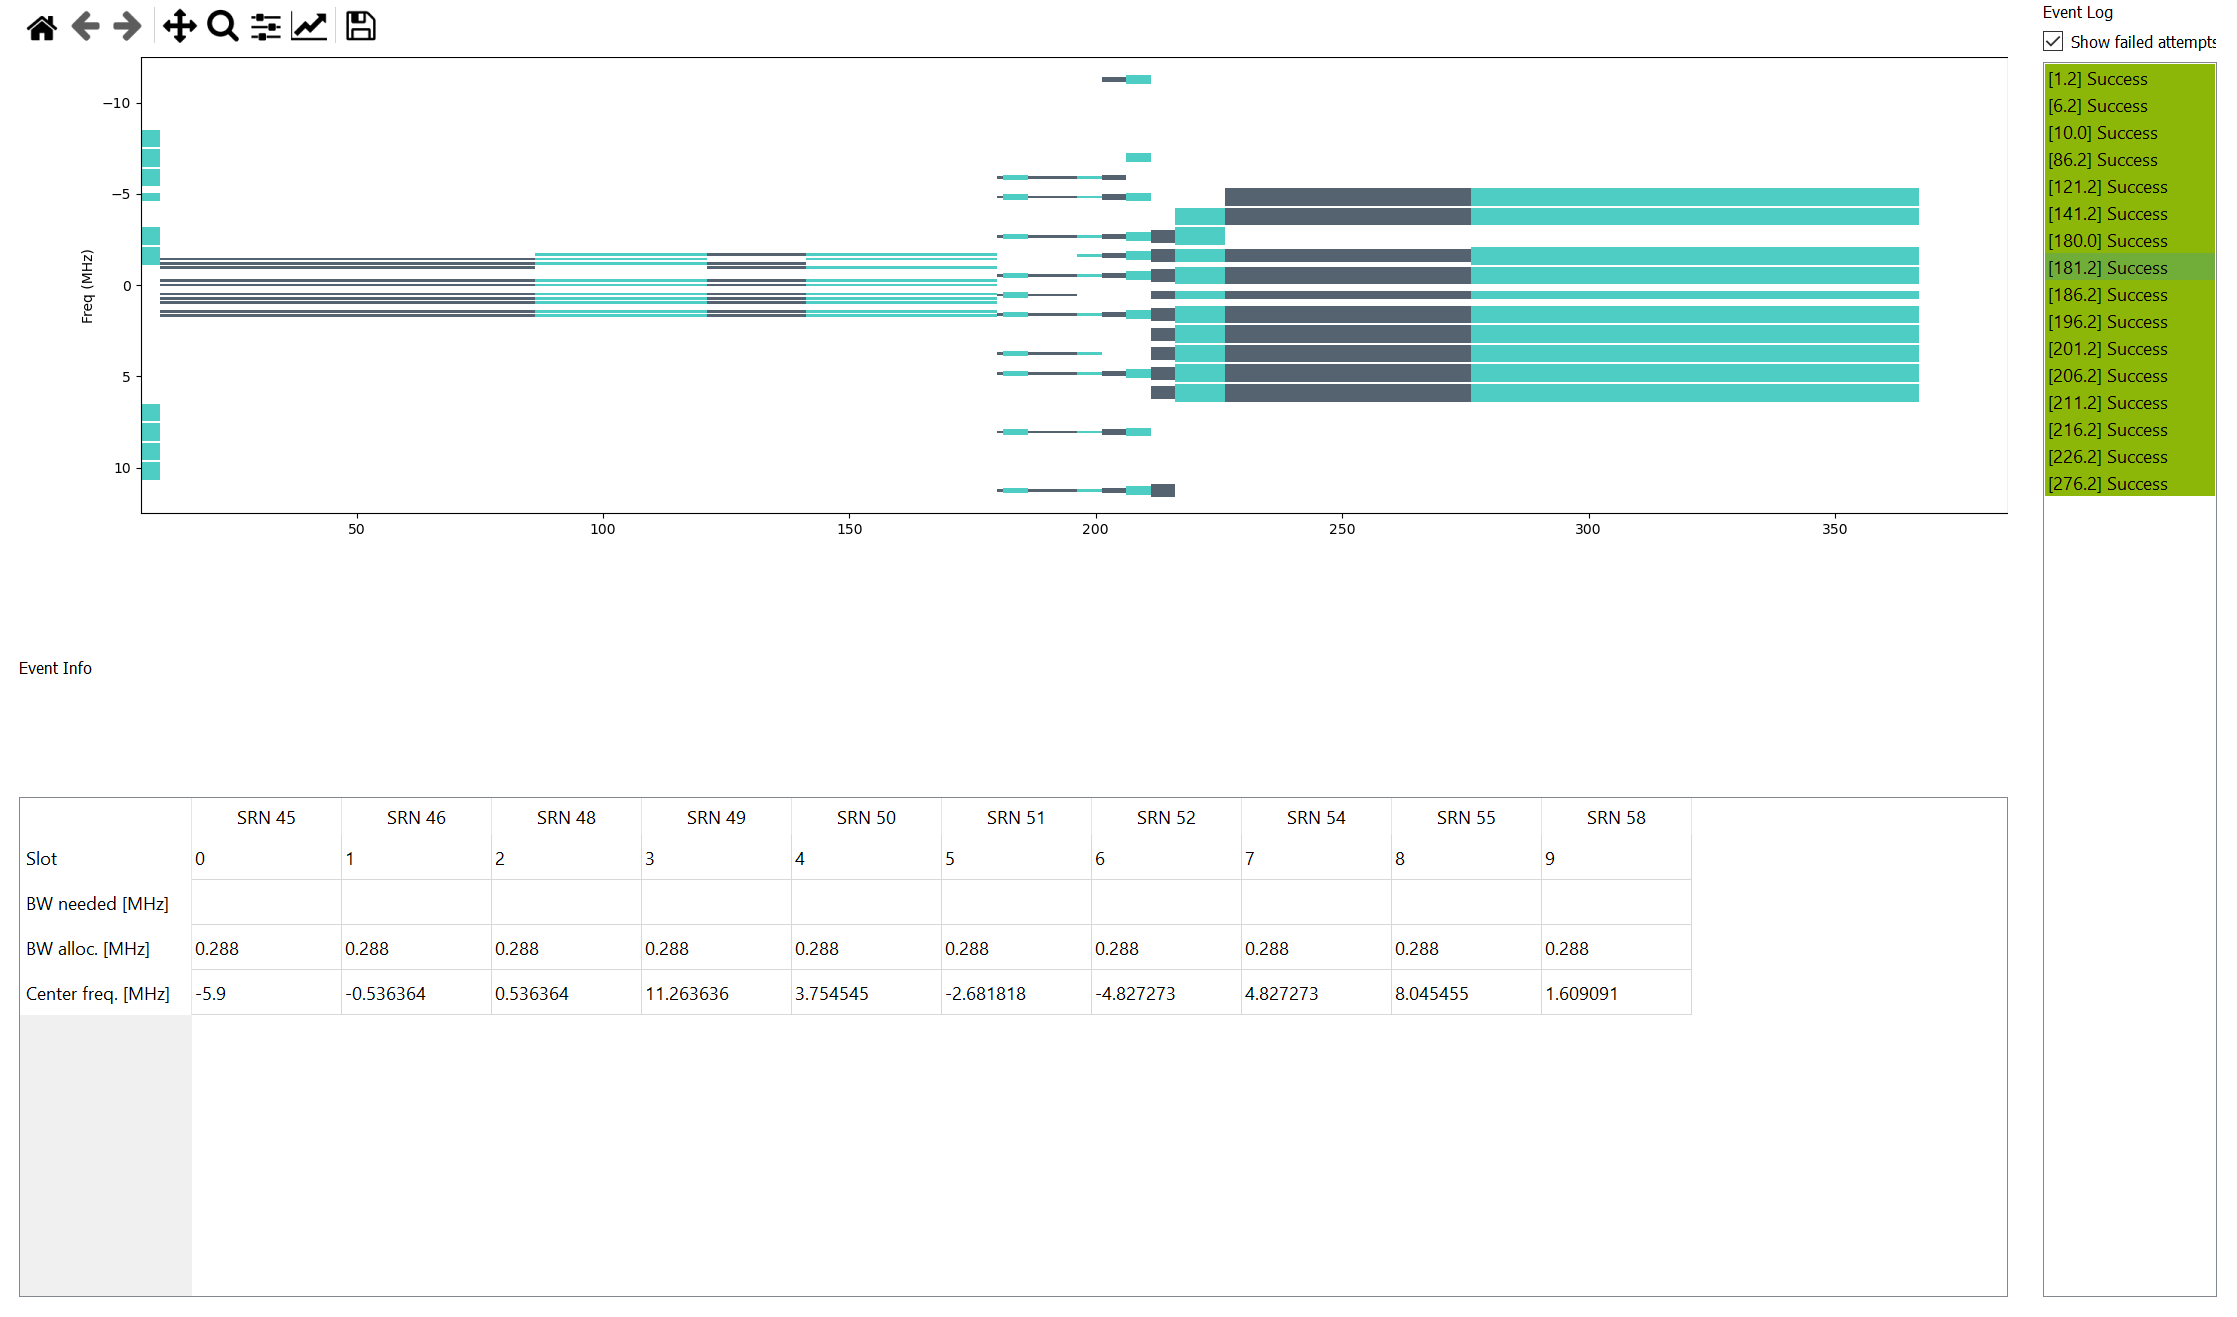 Event Log
Show failed attempts
[1.2] Success
[6.2] Success
[10.0] Success
[86.2] Success
[121.2] Success
[141.2] Success
[180.0] Success
[181.2] Success
[186.2] Success
[196.2] Success
[201.2] Success
[206.2] Success
[211.2] Success
[216.2] Success
[226.2] Success
[276.2] Success
−10
−5
0
5
10
Freq (MHz)
50 100 150 200 250 300 350
Event Info
SRN 45 SRN 46 SRN 48 SRN 49 SRN 50 SRN 51 SRN 52 SRN 54 SRN 55 SRN 58
Slot 0 1 2 3 4 5 6 7 8 9
BW needed [MHz]
BW alloc. [MHz] 0.288 0.288 0.288 0.288 0.288 0.288 0.288 0.288 0.288 0.288
Center freq. [MHz] -5.9 -0.536364 0.536364 11.263636 3.754545 -2.681818 -4.827273 4.827273 8.045455 1.609091